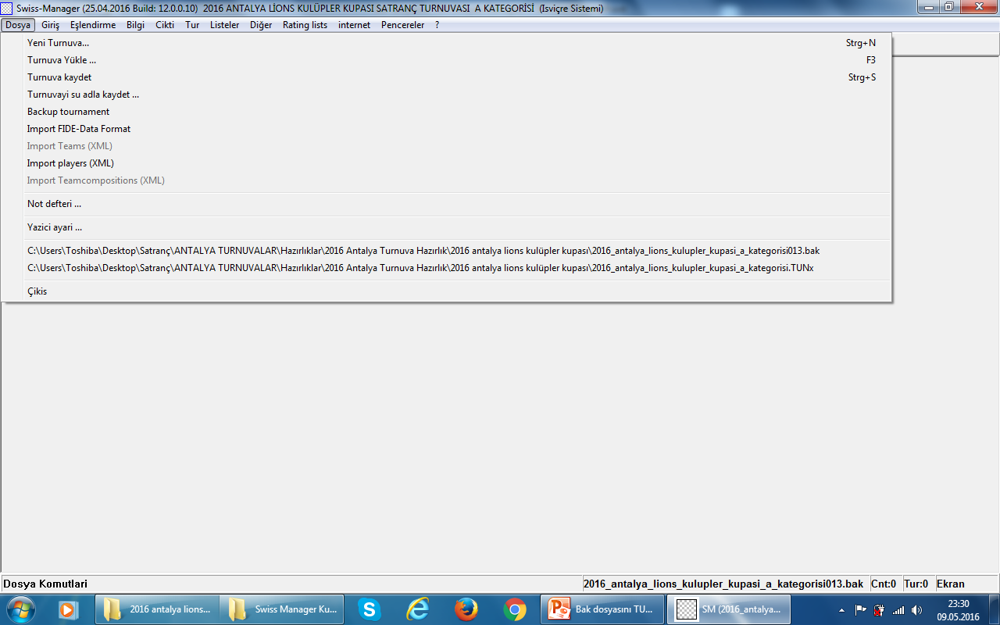 Swiss-Manager (25.04.2016 Build: 12.0.0.10)  2016 ANTALYA LİONS KULÜPLER KUPASI SATRANÇ TURNUVASI  A KATEGORİSİ  (Isviçre Sistemi)
Dosya Giriş Eşlendirme Bilgi Cikti Tur Listeler Diğer Rating lists internet Pencereler ?
Yeni Turnuva... Strg+N
Turnuva Yükle ... F3
Turnuva kaydet Strg+S
Turnuvayi su adla kaydet ...
Backup tournament
Import FIDE-Data Format
Import Teams (XML)
Import players (XML)
Import Teamcompositions (XML)
Not defteri ...
Yazici ayari ...
C:\Users\Toshiba\Desktop\Satranç\ANTALYA TURNUVALAR\Hazırlıklar\2016 Antalya Turnuva Hazırlık\2016 antalya lions kulüpler kupası\2016_antalya_lions_kulupler_kupasi_a_kategorisi013.bak
C:\Users\Toshiba\Desktop\Satranç\ANTALYA TURNUVALAR\Hazırlıklar\2016 Antalya Turnuva Hazırlık\2016 antalya lions kulüpler kupası\2016_antalya_lions_kulupler_kupasi_a_kategorisi.TUNx
Çikis
Dosya Komutlari 2016_antalya_lions_kulupler_kupasi_a_kategorisi013.bak Cnt:0 Tur:0 Ekran
2016 antalya lions... Swiss Manager Ku... Bak dosyasını TU... SM (2016_antalya... 23:30
09.05.2016